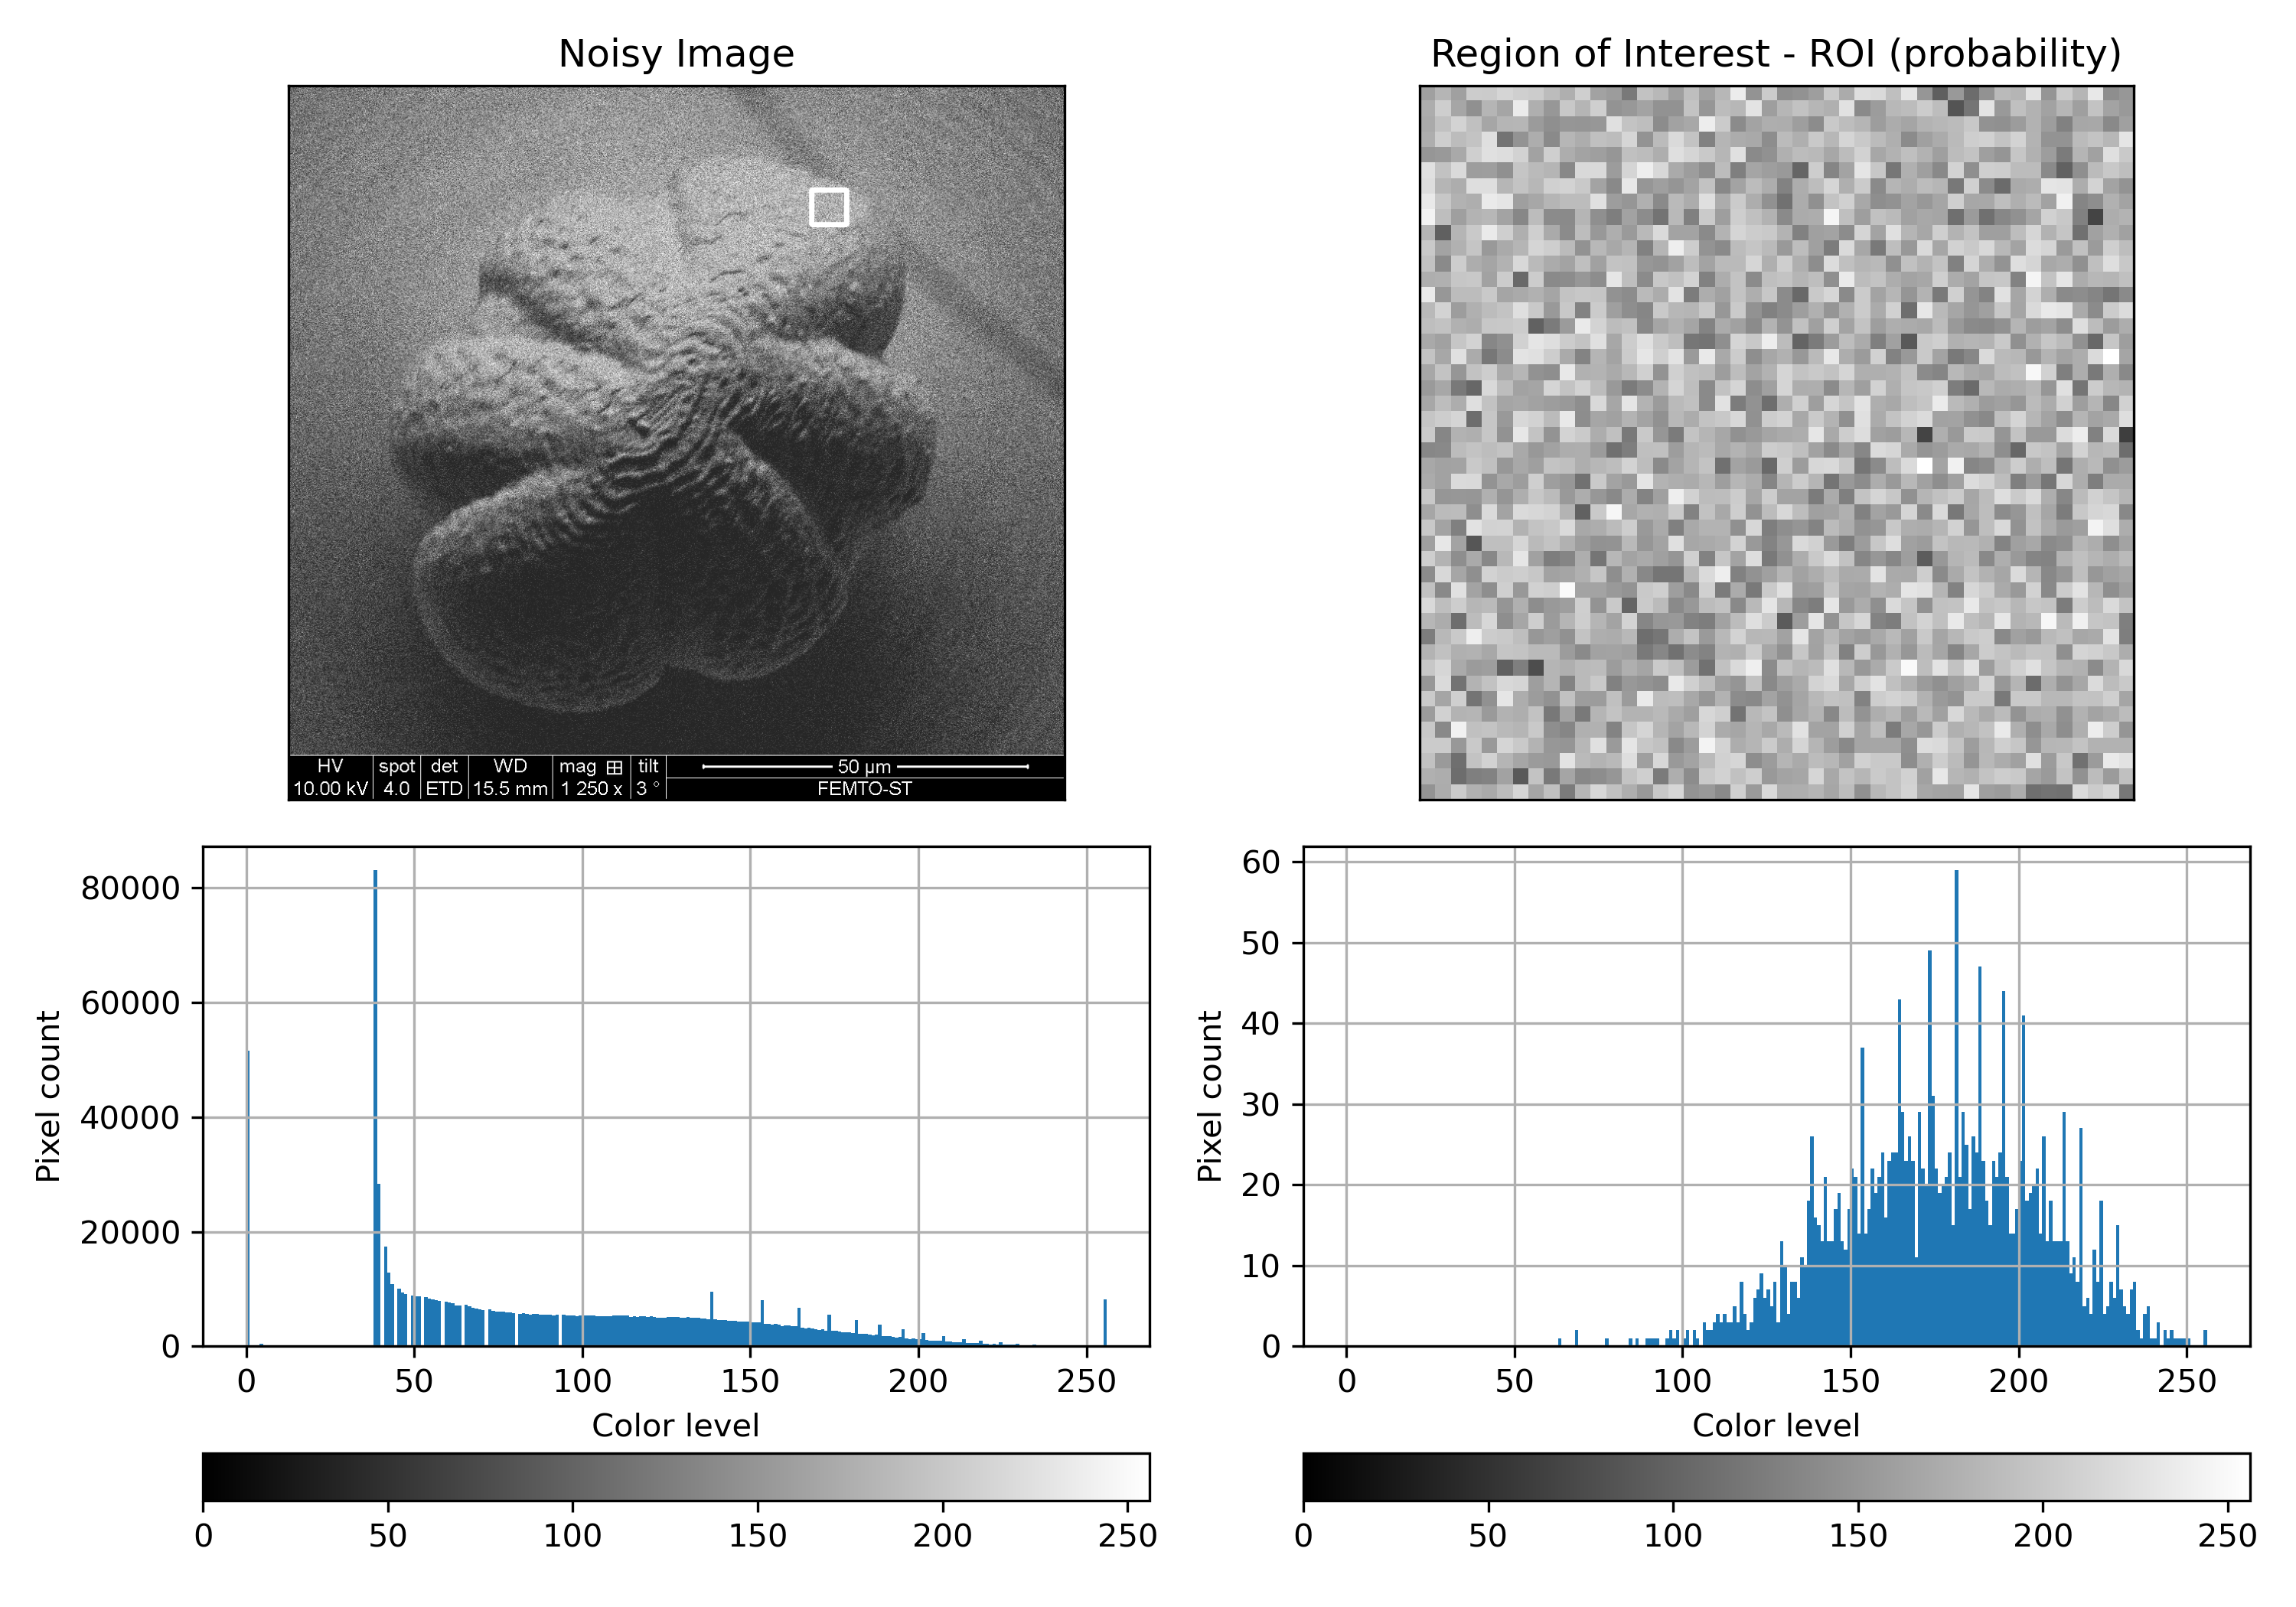 Noisy Image
Region of Interest - ROI (probability)
HV spot det WD mag ⊞ tilt 50 µm
10.00 kV 4.0 ETD 15.5 mm 1 250 x 3 ° FEMTO-ST
80000
60000
40000
20000
0
Pixel count
0 50 100 150 200 250
Color level
0 50 100 150 200 250
60
50
40
30
20
10
0
Pixel count
0 50 100 150 200 250
Color level
0 50 100 150 200 250